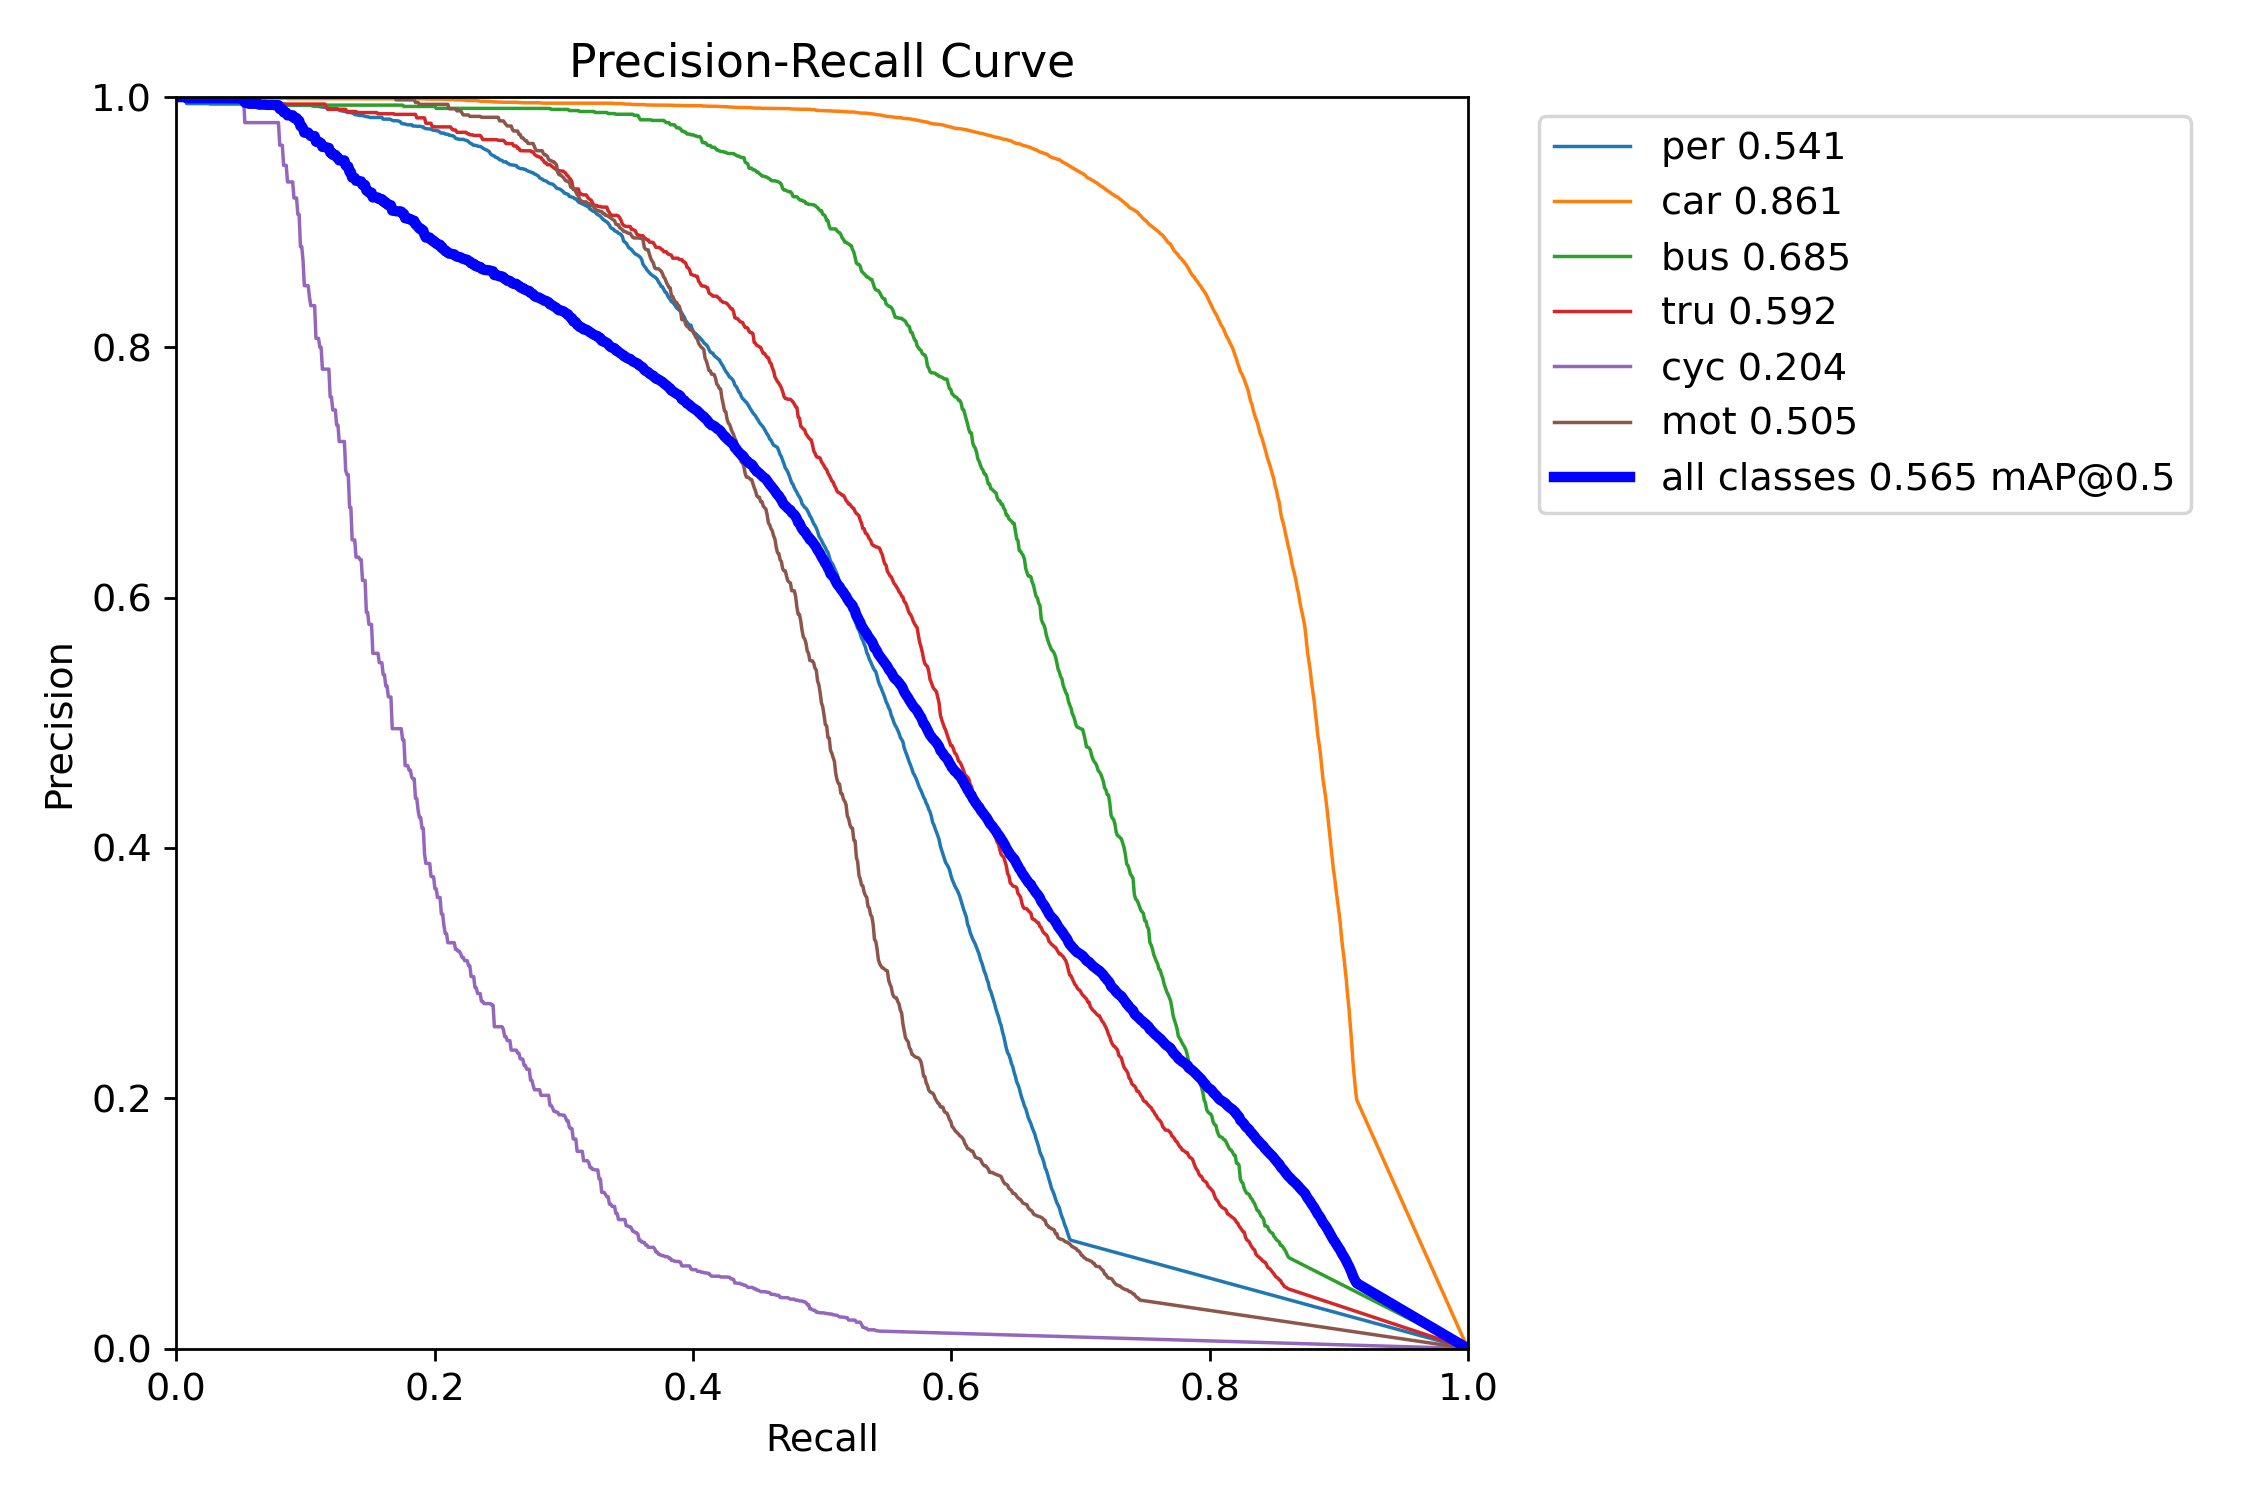 Precision-Recall Curve
1.0
0.8
0.6
0.4
0.2
0.0
Precision
0.0 0.2 0.4 0.6 0.8 1.0
Recall
per 0.541
car 0.861
bus 0.685
tru 0.592
cyc 0.204
mot 0.505
all classes 0.565 mAP@0.5